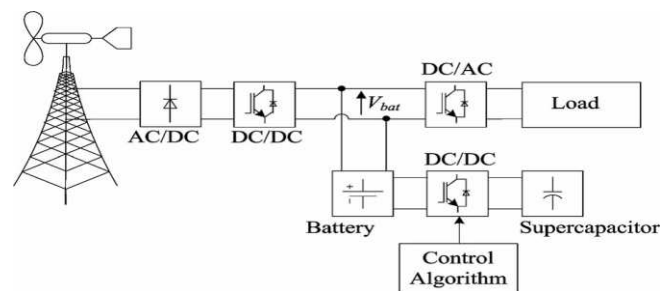 DC/AC
V_bat
Load
AC/DC
DC/DC
DC/DC
Battery
Supercapacitor
Control
Algorithm